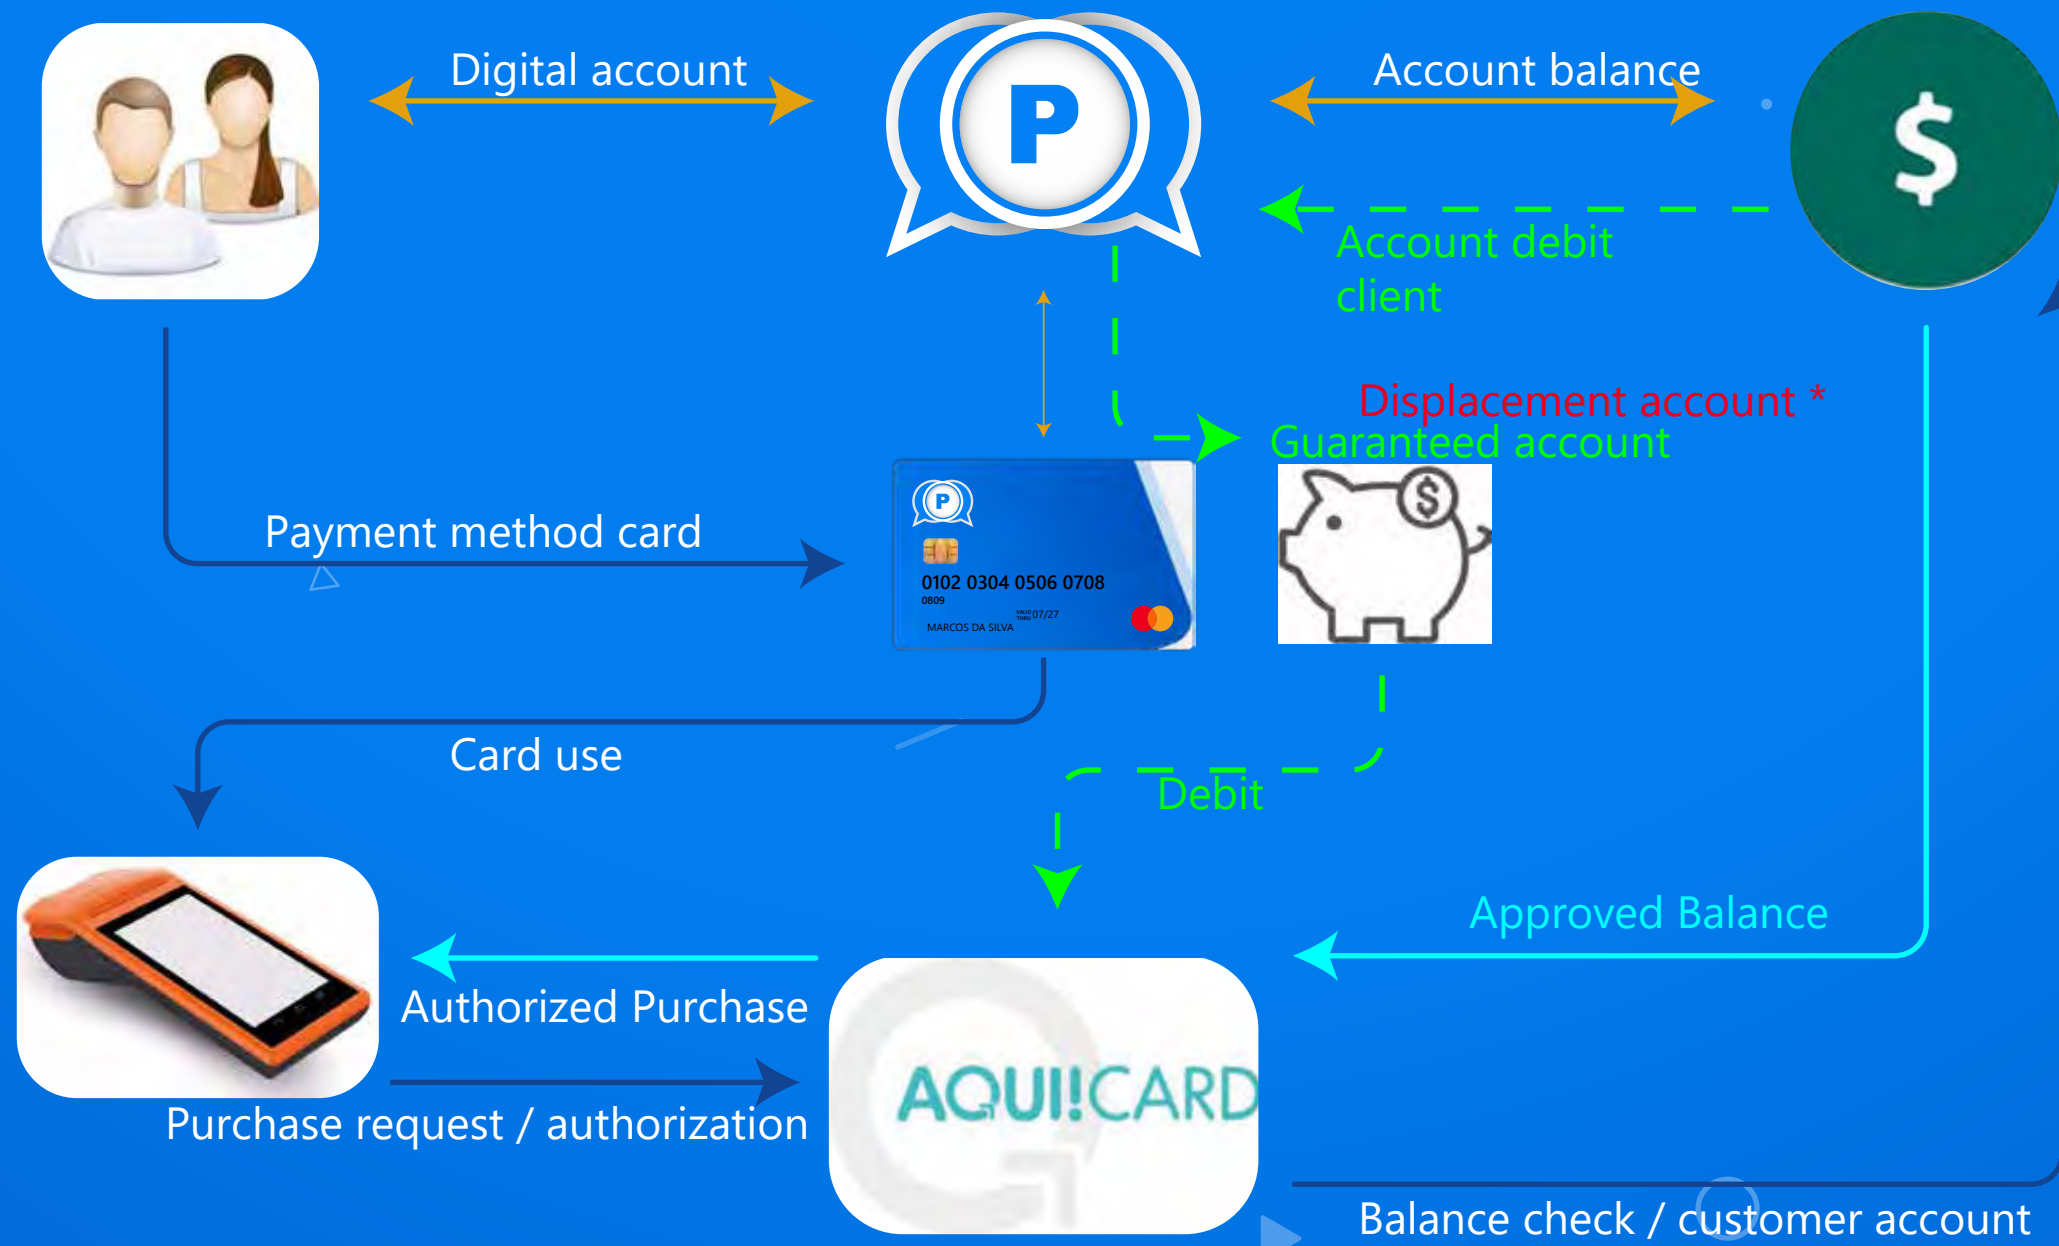 Digital account
P
Account balance
$
Account debit
client
Displacement account *
Guaranteed account
$
P
Payment method card
0102 0304 0506 0708
0809
VALID
THRU
07/27
MARCOS DA SILVA
Card use
Debit
Approved Balance
Authorized Purchase
AQUI!CARD
Purchase request / authorization
Balance check / customer account